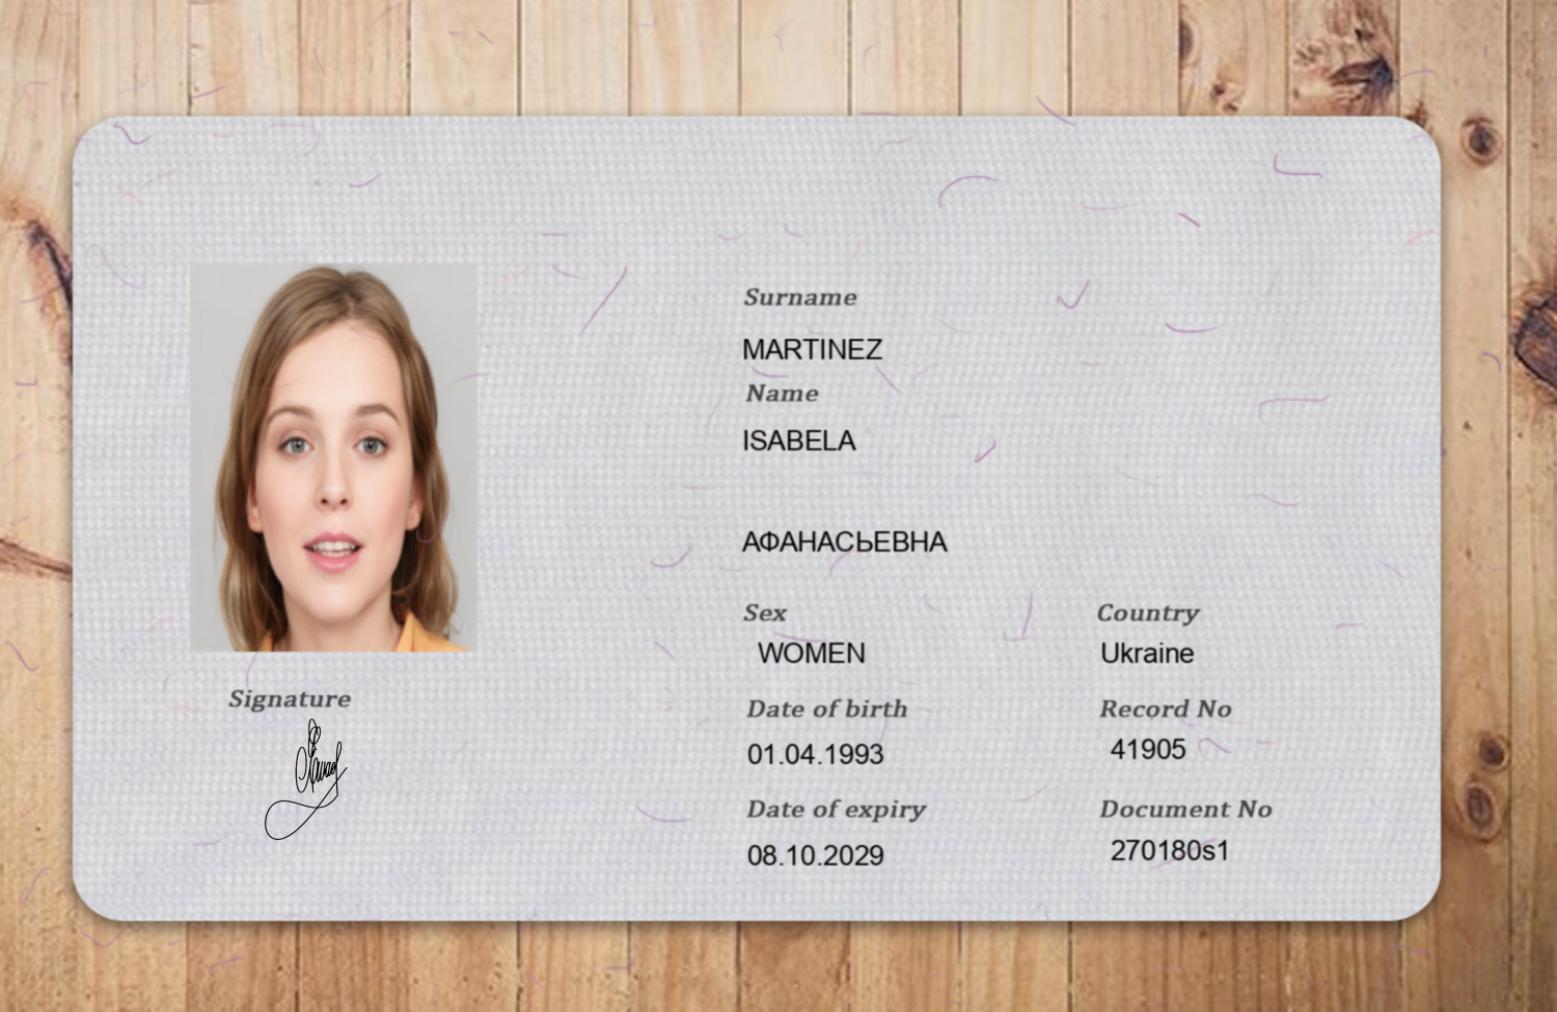 Surname
MARTINEZ
Name
ISABELA
АФАНАСЬЕВНА
Sex Country
WOMEN Ukraine
Signature
Date of birth Record No
01.04.1993 41905
Date of expiry Document No
08.10.2029 270180s1